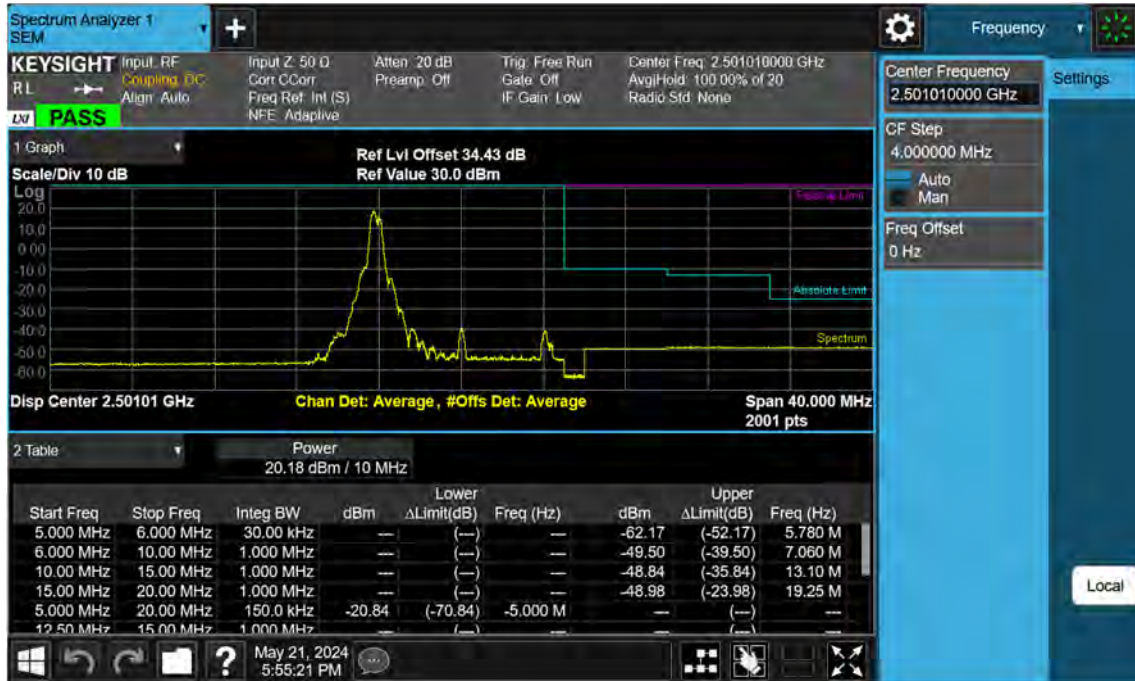 Spectrum Analyzer 1
SEM
+
Frequency
KEYSIGHT
RL
LXI
PASS
Input: RF
Coupling: DC
Align: Auto
Input Z: 50 Ω
Corr CCorr
Freq Ref: Int (S)
NFE: Adaptive
Atten: 20 dB
Preamp: Off
Trig: Free Run
Gate: Off
IF Gain: Low
Center Freq: 2.501010000 GHz
Avg|Hold: 100.00% of 20
Radio Std: None
Center Frequency
2.501010000 GHz
Settings
CF Step
4.000000 MHz
Auto
Man
Freq Offset
0 Hz
Local
1 Graph
Scale/Div 10 dB
Ref Lvl Offset 34.43 dB
Ref Value 30.0 dBm
Log
20.0
10.0
0.00
-10.0
-20.0
-30.0
-40.0
-50.0
-60.0
Limit
Absolute Limit
Spectrum
Disp Center 2.50101 GHz
Chan Det: Average, #Offs Det: Average
Span 40.000 MHz
2001 pts
2 Table
Power
20.18 dBm / 10 MHz
Lower Upper
Start Freq Stop Freq Integ BW dBm ΔLimit(dB) Freq (Hz) dBm ΔLimit(dB) Freq (Hz)
5.000 MHz 6.000 MHz 30.00 kHz --- (---) --- -62.17 (-52.17) 5.780 M
6.000 MHz 10.00 MHz 1.000 MHz --- (---) --- -49.50 (-39.50) 7.060 M
10.00 MHz 15.00 MHz 1.000 MHz --- (---) --- -48.84 (-35.84) 13.10 M
15.00 MHz 20.00 MHz 1.000 MHz --- (---) --- -48.98 (-23.98) 19.25 M
5.000 MHz 20.00 MHz 150.0 kHz -20.84 (-70.84) -5.000 M --- (---) ---
12.50 MHz 15.00 MHz 1.000 MHz --- (---) --- --- (---) ---
?
May 21, 2024
5:55:21 PM